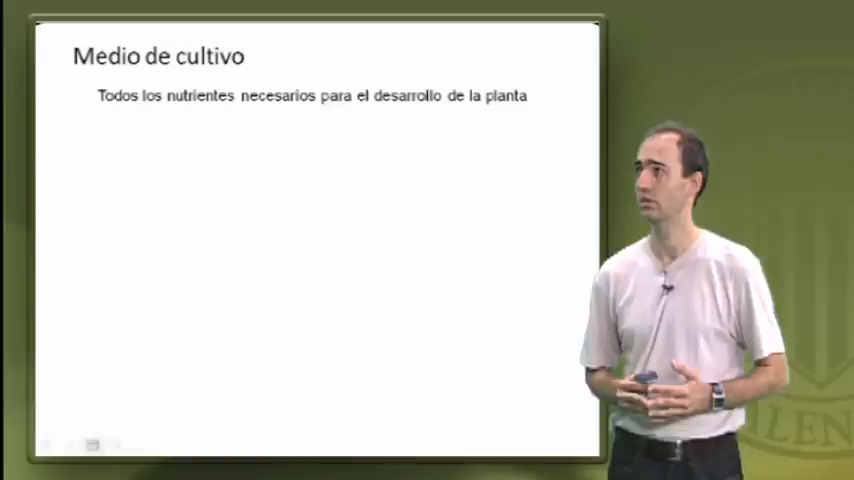 Medio de cultivo
Todos los nutrientes necesarios para el desarrollo de la planta